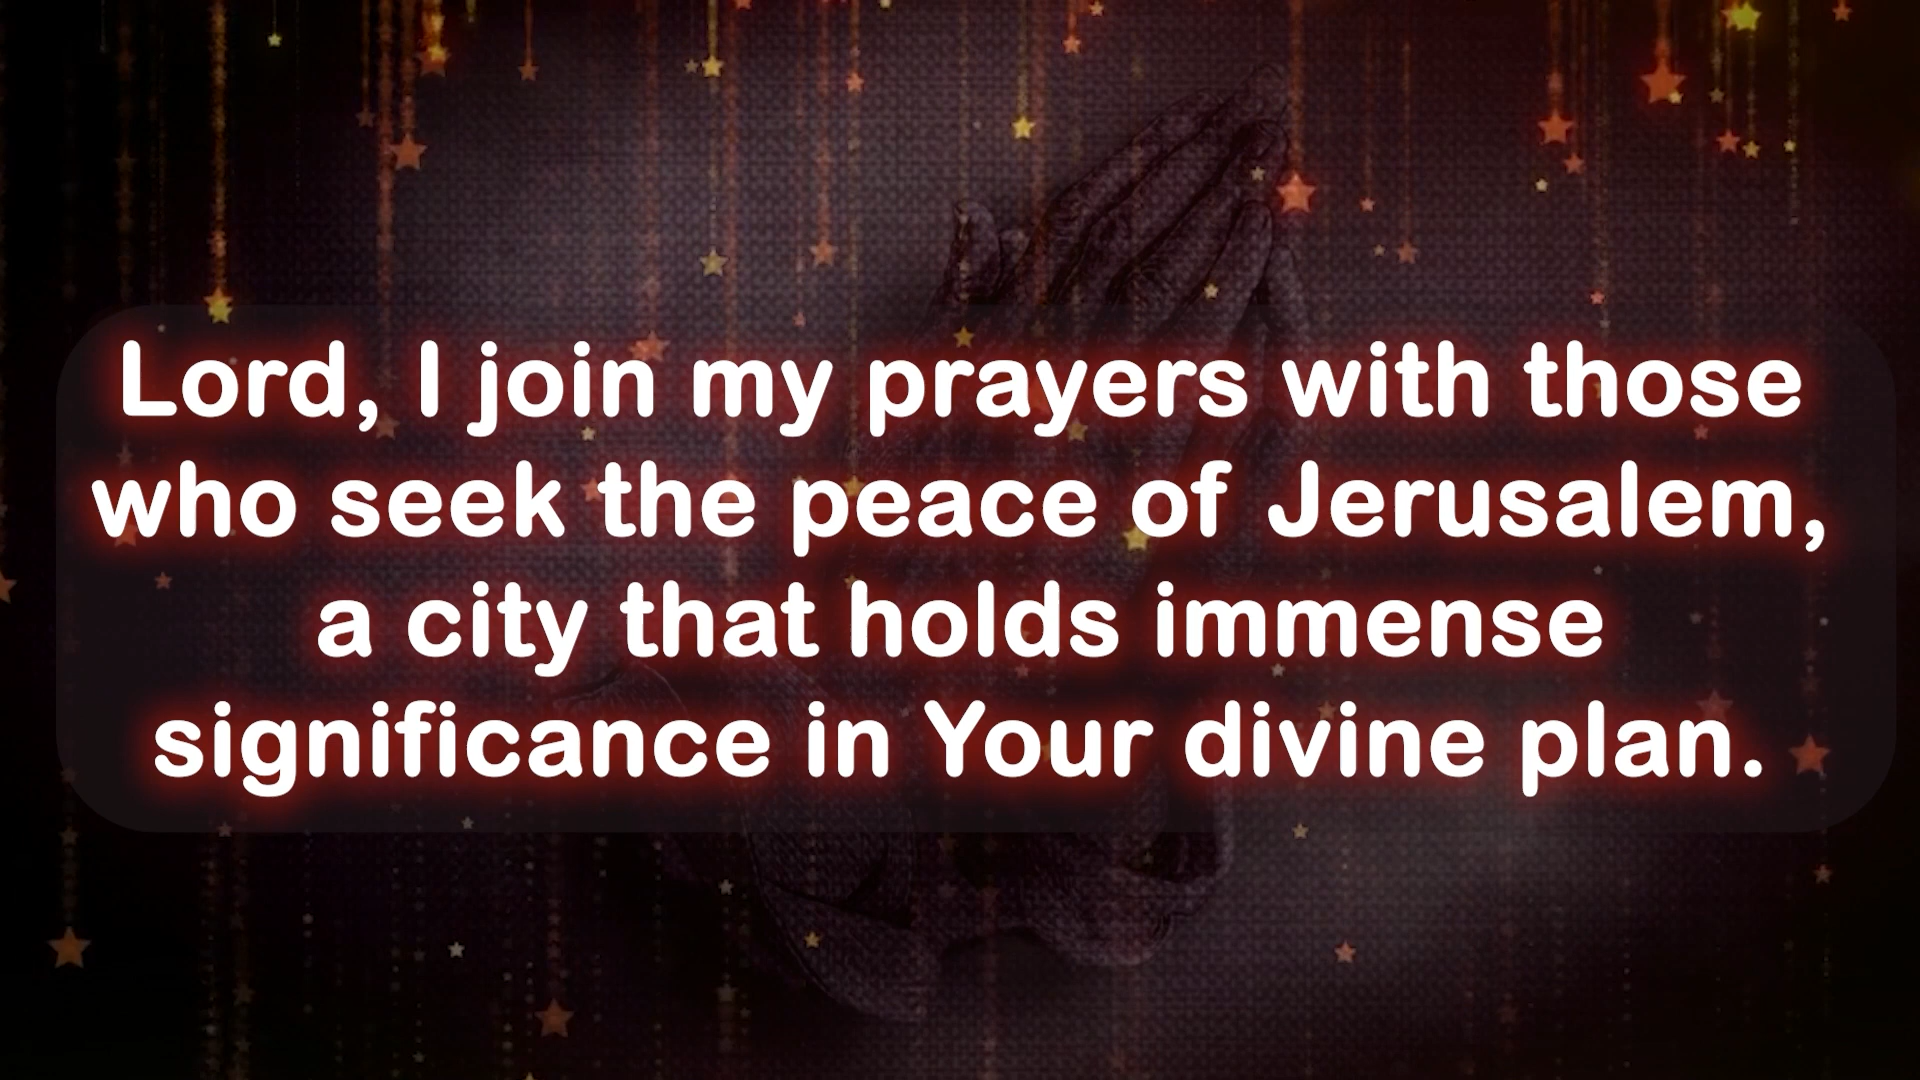 Lord, I join my prayers with those
who seek the peace of Jerusalem,
a city that holds immense
significance in Your divine plan.